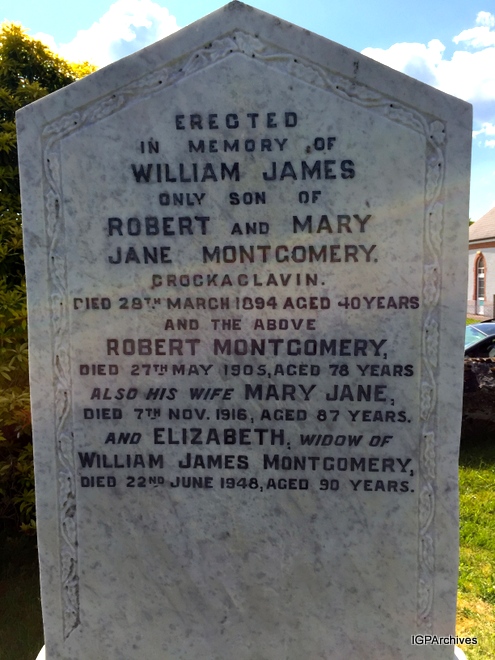 ERECTED
IN MEMORY OF
WILLIAM JAMES
ONLY SON OF
ROBERT AND MARY
JANE MONTGOMERY.
CROCKACLAVIN.
DIED 28TH MARCH 1894 AGED 40 YEARS
AND THE ABOVE
ROBERT MONTGOMERY,
DIED 27TH MAY 1905, AGED 78 YEARS
ALSO HIS WIFE MARY JANE,
DIED 7TH NOV. 1916, AGED 87 YEARS.
AND ELIZABETH, WIDOW OF
WILLIAM JAMES MONTGOMERY,
DIED 22ND JUNE 1948, AGED 90 YEARS.
IGPArchives